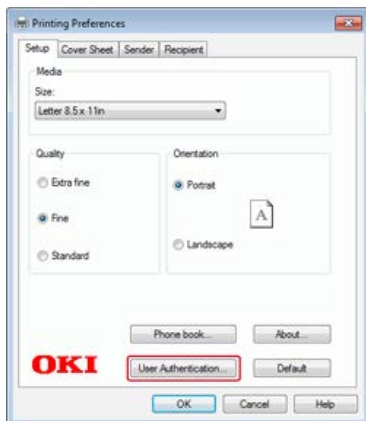 Printing Preferences
Setup Cover Sheet Sender Recipient
Media
Size:
Letter 8.5 x 11in
Quality
Extra fine
Fine
Standard
Orientation
Portrait
A
Landscape
Phone book... About...
OKI User Authentication... Default
OK Cancel Help